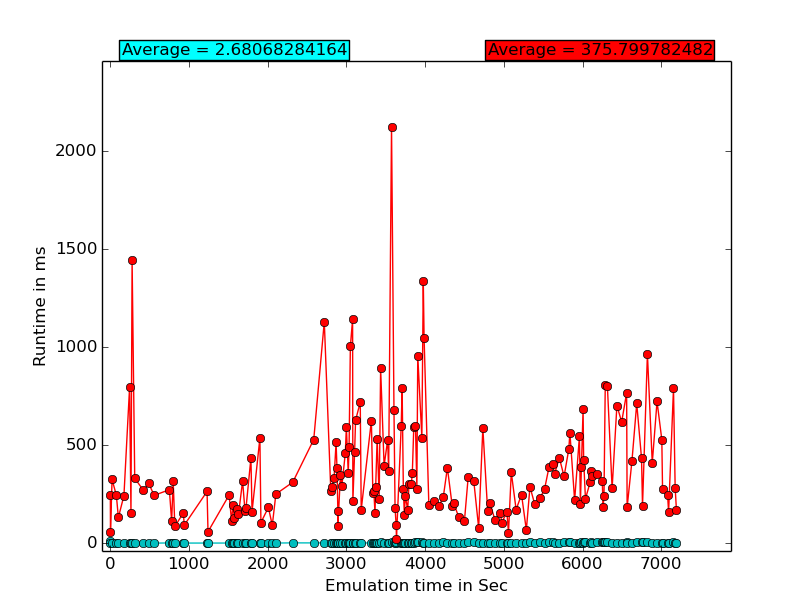 Average = 2.68068284164
Average = 375.799782482
2000
1500
1000
500
0
Runtime in ms
0 1000 2000 3000 4000 5000 6000 7000
Emulation time in Sec